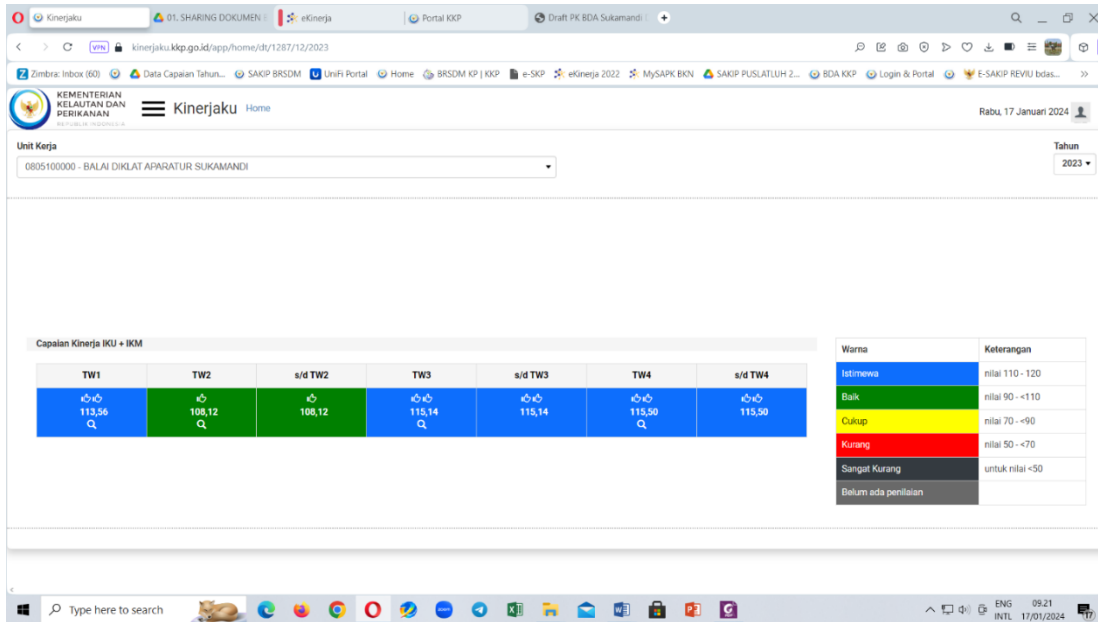 Kinerjaku
01. SHARING DOKUMEN
eKinerja
Portal KKP
Draft PK BDA Sukamandi
VPN
kinerjaku.kkp.go.id/app/home/dt/1287/12/2023
Zimbra: Inbox (60)
Data Capaian Tahun...
SAKIP BRSDM
UniFi Portal
Home
BRSDM KP | KKP
e-SKP
eKinerja 2022
MySAPK BKN
SAKIP PUSLATLUH 2...
BDA KKP
Login & Portal
E-SAKIP REVIU bdas...
KEMENTERIAN
KELAUTAN DAN
PERIKANAN
REPUBLIK INDONESIA
Kinerjaku Home
Rabu, 17 Januari 2024
Unit Kerja
Tahun
0805100000 - BALAI DIKLAT APARATUR SUKAMANDI
2023
Capaian Kinerja IKU + IKM
TW1 TW2 s/d TW2 TW3 s/d TW3 TW4 s/d TW4
113,56 108,12 108,12 115,14 115,14 115,50 115,50
Warna Keterangan
Istimewa nilai 110 - 120
Baik nilai 90 - <110
Cukup nilai 70 - <90
Kurang nilai 50 - <70
Sangat Kurang untuk nilai <50
Belum ada penilaian
Type here to search
ENG
INTL
09.21
17/01/2024
17